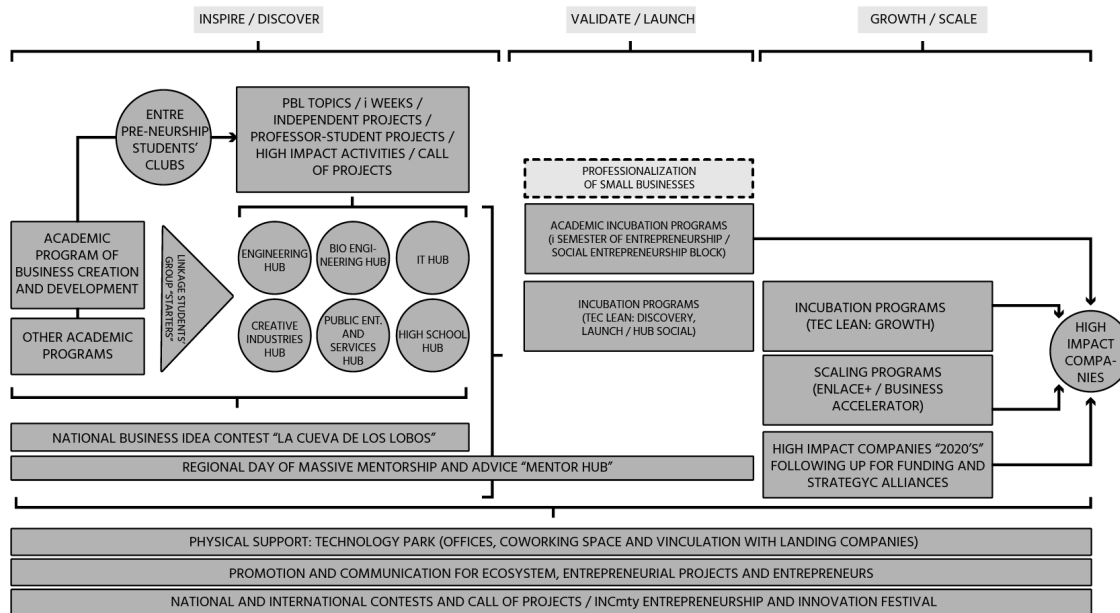 INSPIRE / DISCOVER
VALIDATE / LAUNCH
GROWTH / SCALE
ENTRE
PRE-NEURSHIP
STUDENTS'
CLUBS
PBL TOPICS / i WEEKS /
INDEPENDENT PROJECTS /
PROFESSOR-STUDENT PROJECTS /
HIGH IMPACT ACTIVITIES / CALL
OF PROJECTS
ACADEMIC
PROGRAM OF
BUSINESS CREATION
AND DEVELOPMENT
OTHER ACADEMIC
PROGRAMS
LINKAGE STUDENTS'
GROUP "STARTERS"
ENGINEERING
HUB
BIO ENGI-
NEERING HUB
IT HUB
CREATIVE
INDUSTRIES
HUB
PUBLIC ENT.
AND
SERVICES
HUB
HIGH SCHOOL
HUB
NATIONAL BUSINESS IDEA CONTEST "LA CUEVA DE LOS LOBOS"
REGIONAL DAY OF MASSIVE MENTORSHIP AND ADVICE "MENTOR HUB"
PROFESSIONALIZATION
OF SMALL BUSINESSES
ACADEMIC INCUBATION PROGRAMS
(i SEMESTER OF ENTREPRENEURSHIP /
SOCIAL ENTREPRENEURSHIP BLOCK)
INCUBATION PROGRAMS
(TEC LEAN: DISCOVERY,
LAUNCH / HUB SOCIAL)
INCUBATION PROGRAMS
(TEC LEAN: GROWTH)
SCALING PROGRAMS
(ENLACE+ / BUSINESS
ACCELERATOR)
HIGH IMPACT COMPANIES "2020'S"
FOLLOWING UP FOR FUNDING AND
STRATEGYC ALLIANCES
HIGH
IMPACT
COMPA-
NIES
PHYSICAL SUPPORT: TECHNOLOGY PARK (OFFICES, COWORKING SPACE AND VINCULATION WITH LANDING COMPANIES)
PROMOTION AND COMMUNICATION FOR ECOSYSTEM, ENTREPRENEURIAL PROJECTS AND ENTREPRENEURS
NATIONAL AND INTERNATIONAL CONTESTS AND CALL OF PROJECTS / INCmty ENTREPRENEURSHIP AND INNOVATION FESTIVAL